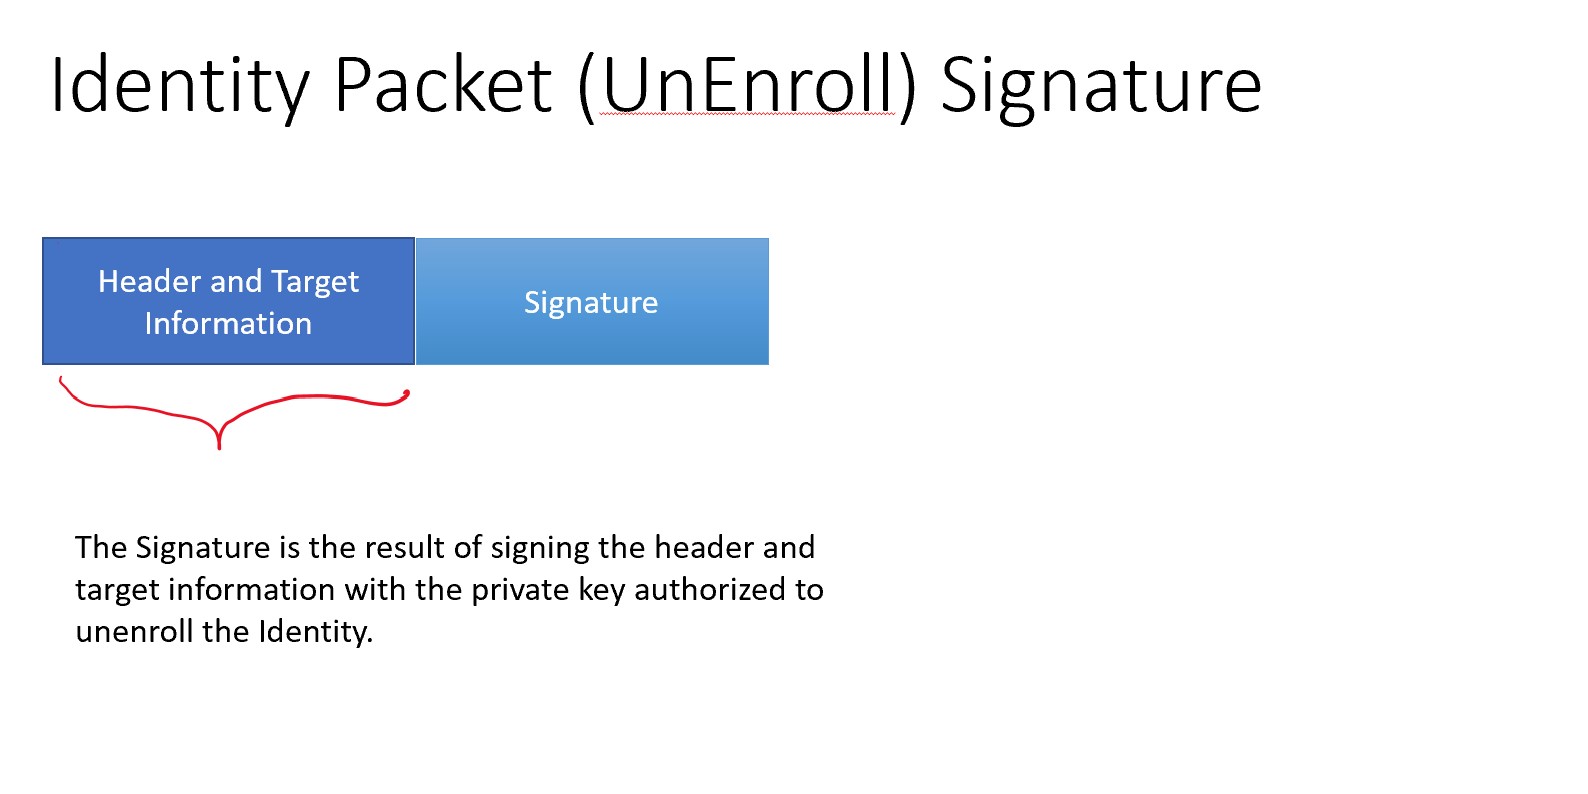 Identity Packet (UnEnroll) Signature
Header and Target
Information
Signature
The Signature is the result of signing the header and
target information with the private key authorized to
unenroll the Identity.